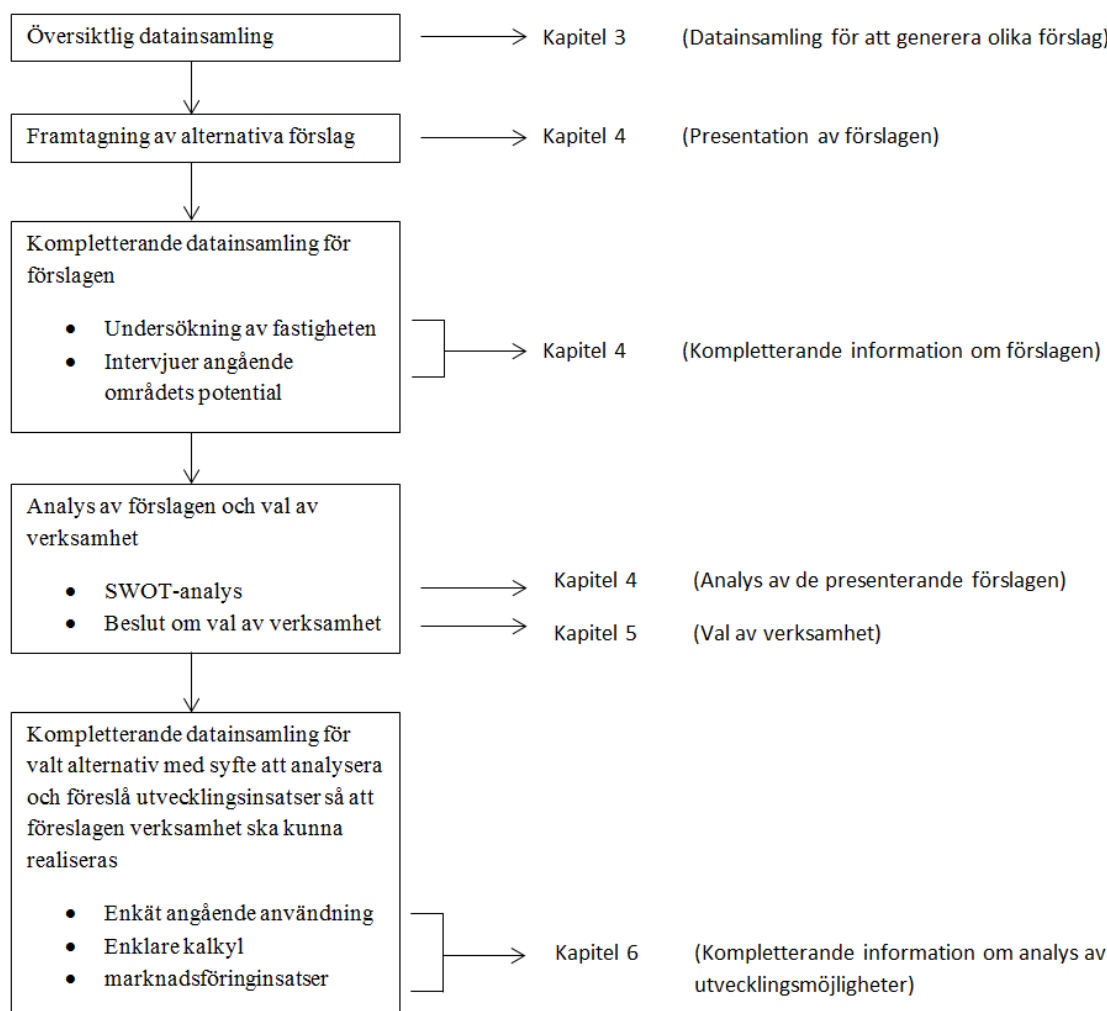 Översiktlig datainsamling
Kapitel 3
(Datainsamling för att generera olika förslag)
Framtagning av alternativa förslag
Kapitel 4
(Presentation av förslagen)
Kompletterande datainsamling för
förslagen
• Undersökning av fastigheten
• Intervjuer angående
områdets potential
Kapitel 4
(Kompletterande information om förslagen)
Analys av förslagen och val av
verksamhet
• SWOT-analys
• Beslut om val av verksamhet
Kapitel 4
(Analys av de presenterande förslagen)
Kapitel 5
(Val av verksamhet)
Kompletterande datainsamling för
valt alternativ med syfte att analysera
och föreslå utvecklingsinsatser så att
föreslagen verksamhet ska kunna
realiseras
• Enkät angående användning
• Enklare kalkyl
• marknadsföringinsatser
Kapitel 6
(Kompletterande information om analys av
utvecklingsmöjligheter)